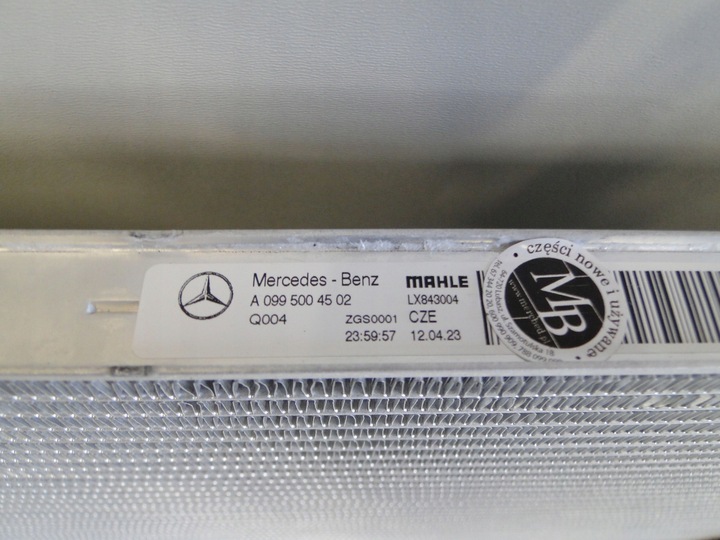 Mercedes-Benz MAHLE
A 099 500 45 02 LX843004
Q004 ZGS0001 CZE
23:59:57 12.04.23
części nowe i używane
MB